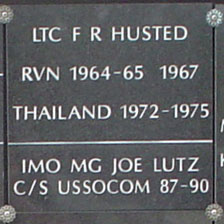 LTC F R HUSTED
RVN 1964-65 1967
THAILAND 1972-1975
IMO MG JOE LUTZ
C/S USSOCOM 87-90